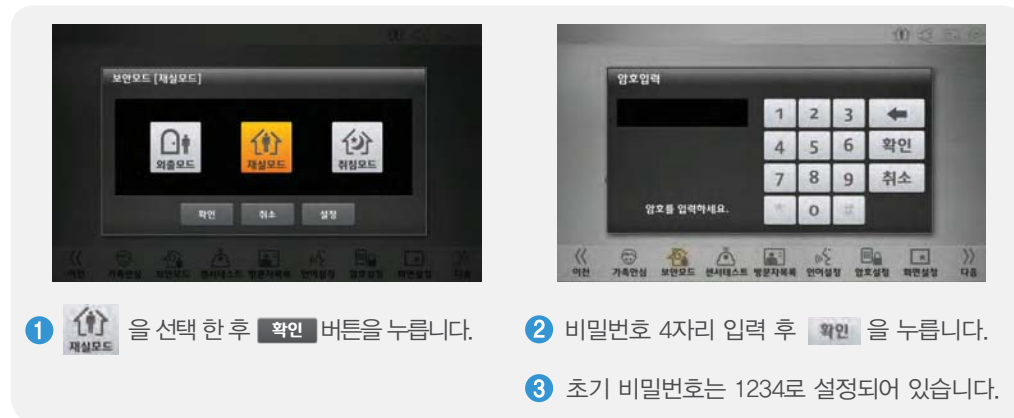 보안모드 [재실모드]
외출모드
재실모드
취침모드
확인 취소 설정
이전 가족안심 보안모드 센서테스트 방문자목록 언어설정 암호설정 화면설정 다음
1 재실모드 을 선택 한 후 확인 버튼을 누릅니다.
암호입력
1 2 3
4 5 6 확인
7 8 9 취소
* 0 #
암호를 입력하세요.
이전 가족안심 보안모드 센서테스트 방문자목록 언어설정 암호설정 화면설정 다음
2 비밀번호 4자리 입력 후 확인 을 누릅니다.
3 초기 비밀번호는 1234로 설정되어 있습니다.